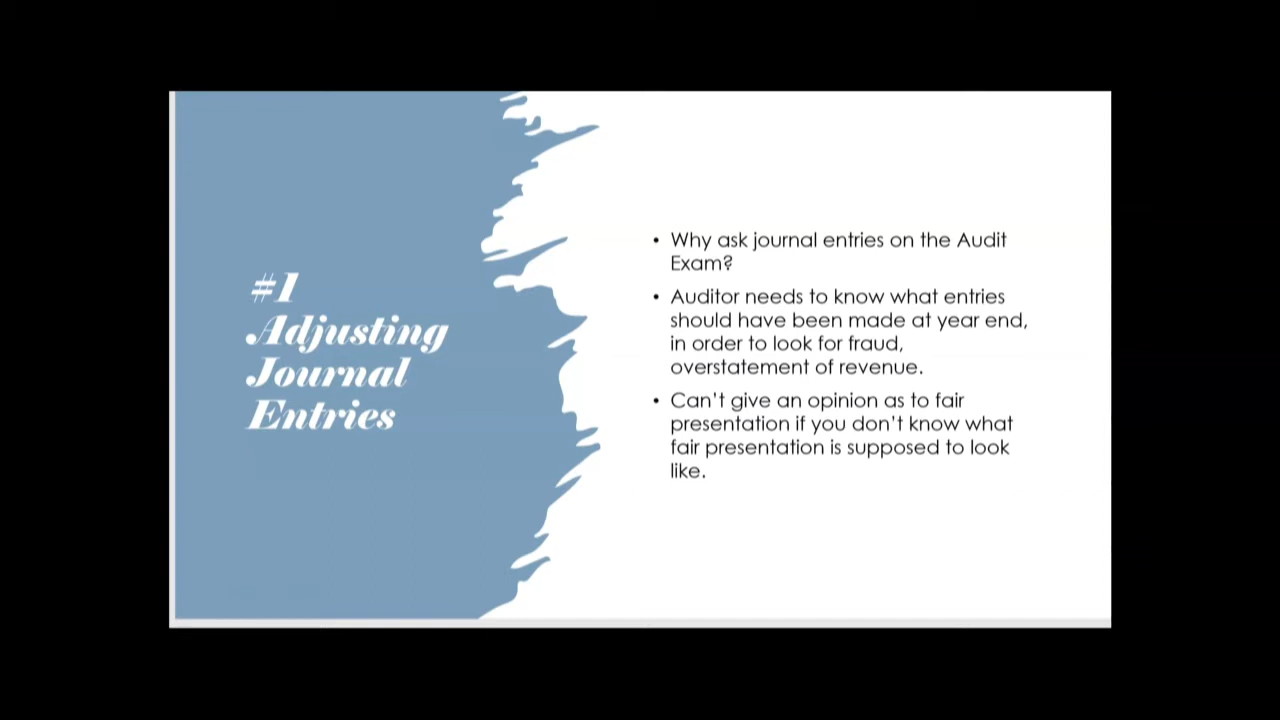 #1
Adjusting
Journal
Entries
• Why ask journal entries on the Audit
Exam?
• Auditor needs to know what entries
should have been made at year end,
in order to look for fraud,
overstatement of revenue.
• Can’t give an opinion as to fair
presentation if you don’t know what
fair presentation is supposed to look
like.